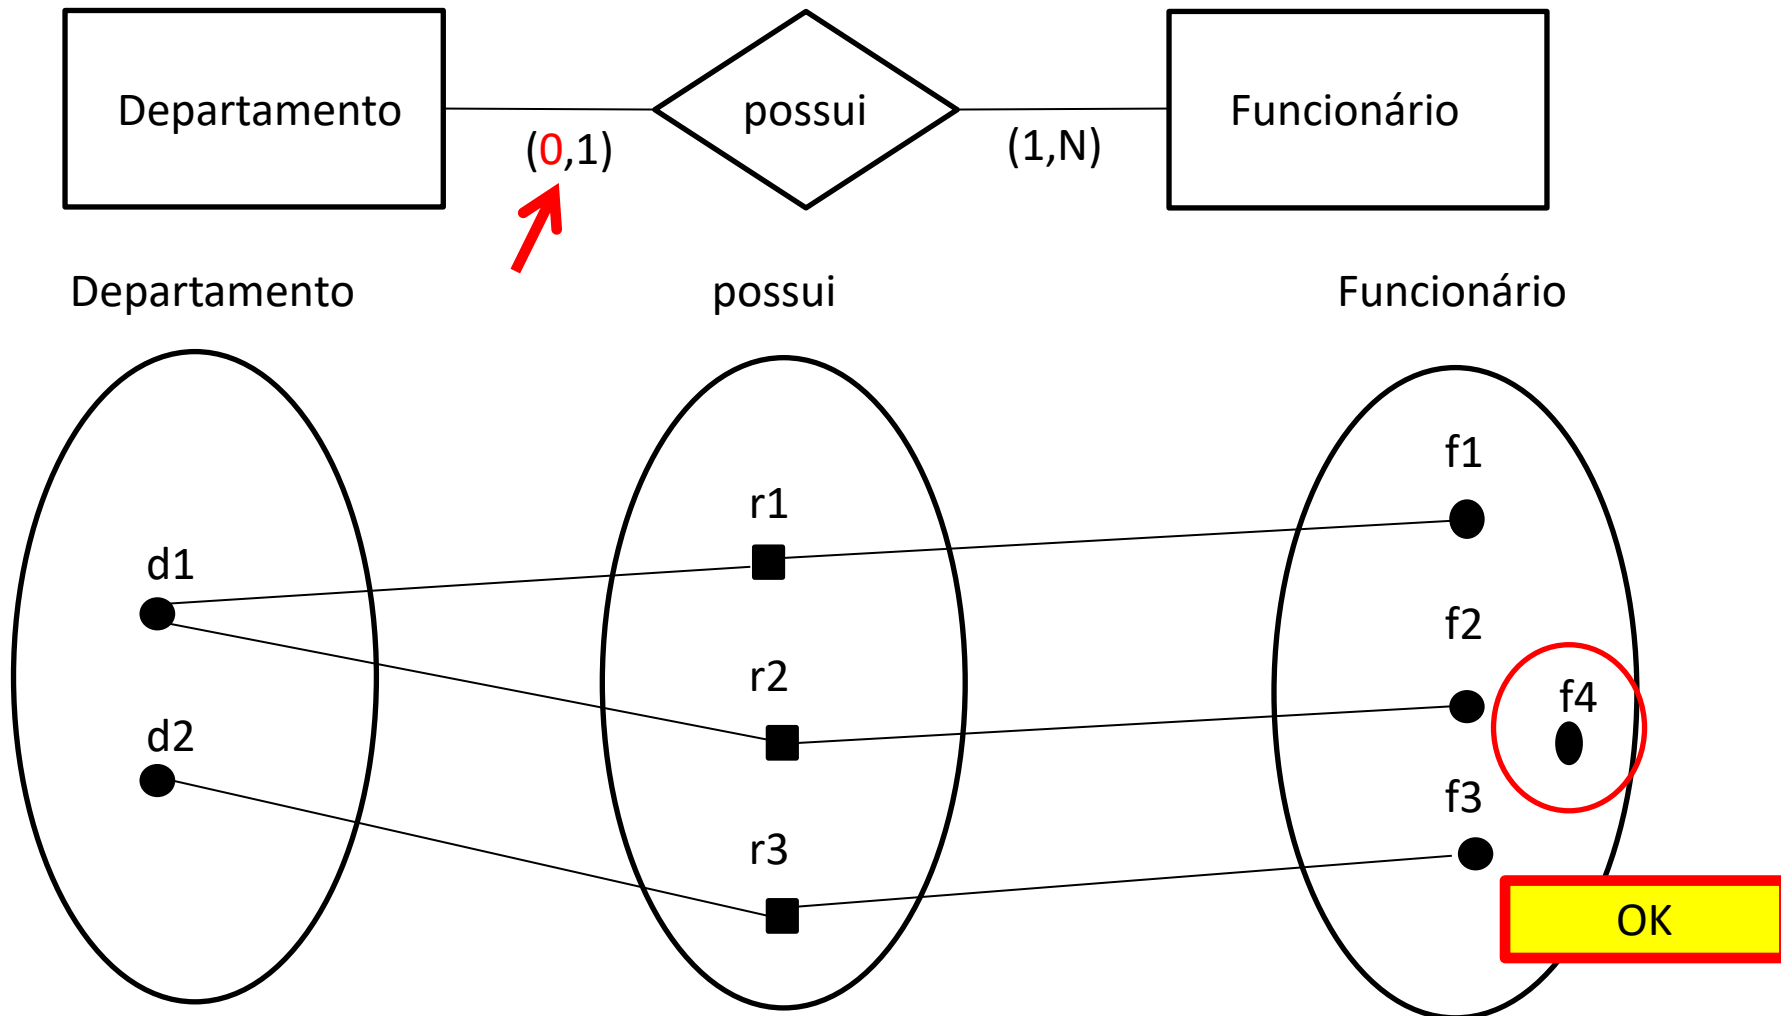 Departamento
possui
Funcionário
(0,1)
(1,N)
Departamento
possui
Funcionário
f1
r1
d1
f2
r2
f4
d2
f3
r3
OK